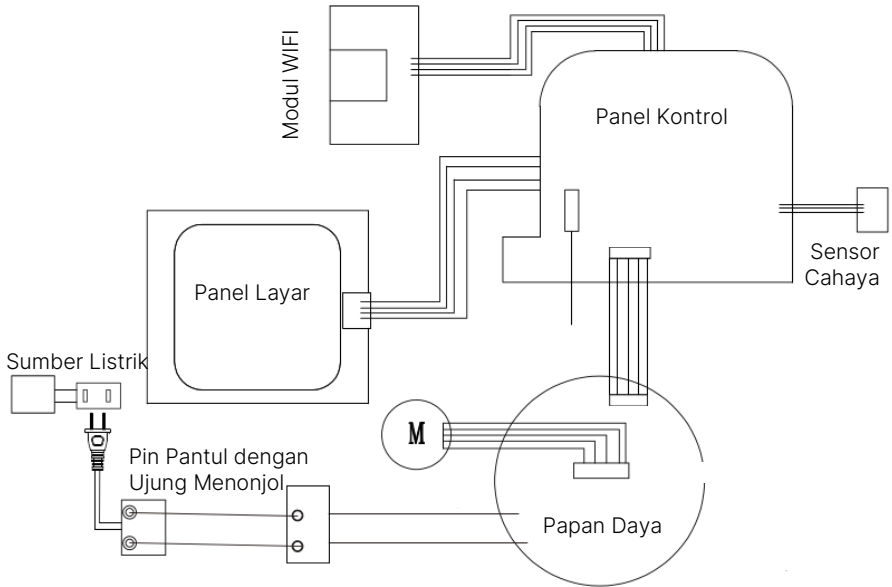 Modul WIFI
Panel Kontrol
Sensor
Cahaya
Panel Layar
Sumber Listrik
M
Pin Pantul dengan
Ujung Menonjol
Papan Daya